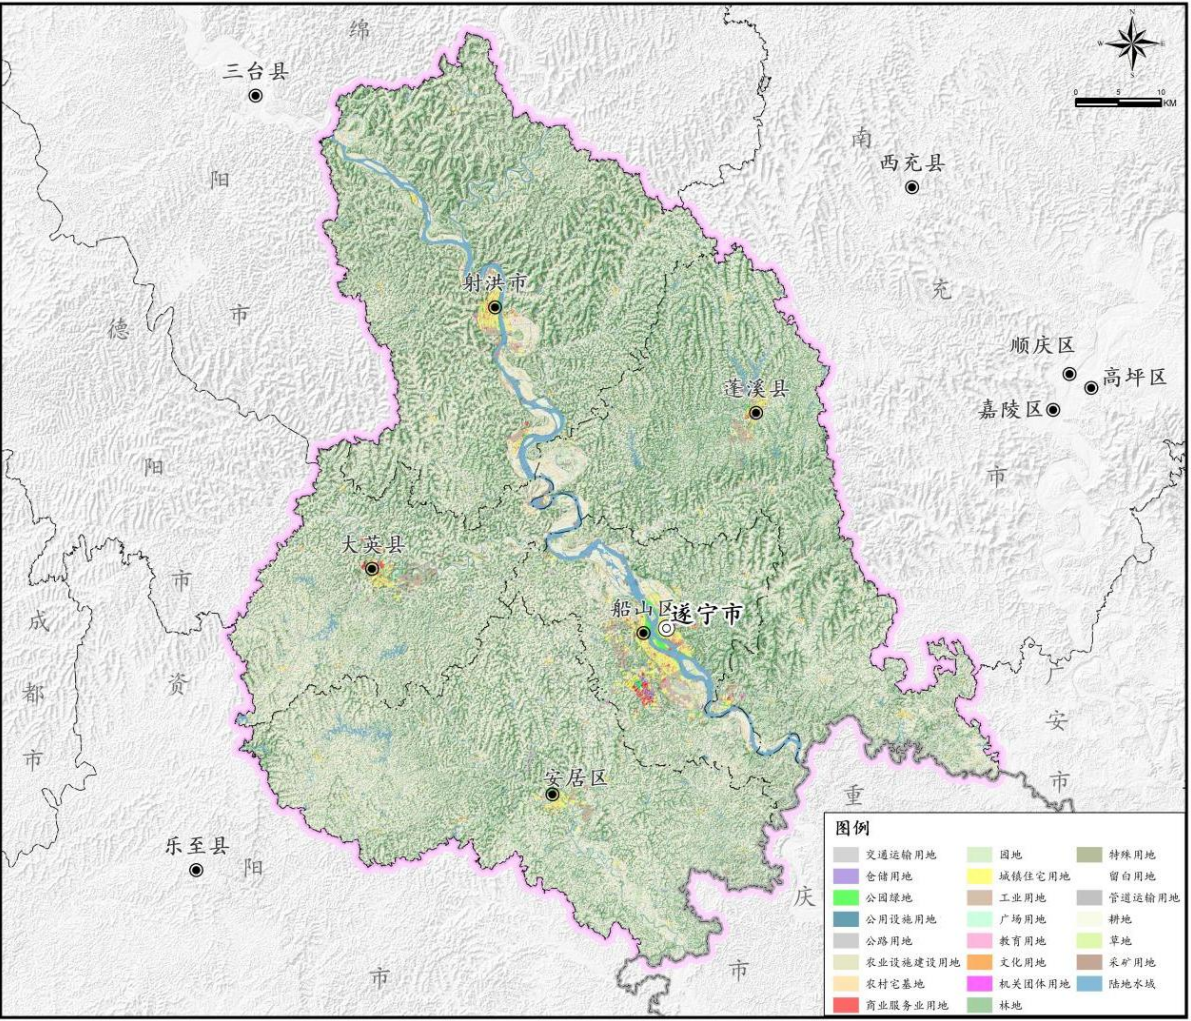 绵
N
W
E
S
三台县
0 5 10
KM
南
西充县
阳
射洪市
充
市
德
顺庆区
高坪区
嘉陵区
蓬溪县
阳
市
大英县
市
成
船山区
遂宁市
广
资
都
安
市
安居区
市
重
乐至县
阳
庆
市
市
图例
交通运输用地
园地
特殊用地
仓储用地
城镇住宅用地
留白用地
公园绿地
工业用地
管道运输用地
公用设施用地
广场用地
耕地
公路用地
教育用地
草地
农业设施建设用地
文化用地
采矿用地
农村宅基地
机关团体用地
陆地水域
商业服务业用地
林地